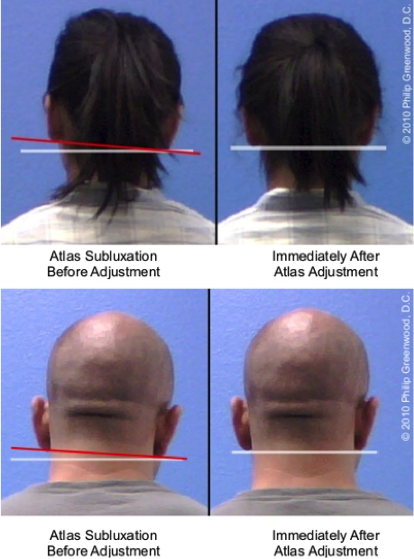 © 2010 Philip Greenwood, D.C.
Atlas Subluxation
Before Adjustment
Immediately After
Atlas Adjustment
© 2010 Philip Greenwood, D.C.
Atlas Subluxation
Before Adjustment
Immediately After
Atlas Adjustment